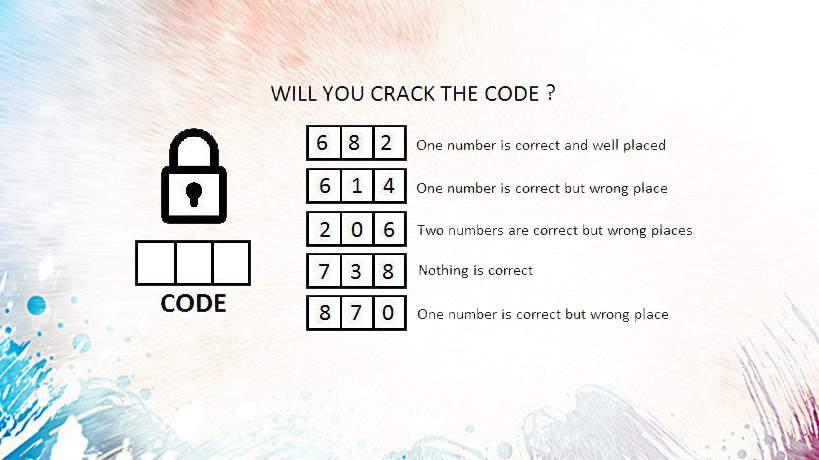 WILL YOU CRACK THE CODE ?
6 8 2 One number is correct and well placed
6 1 4 One number is correct but wrong place
2 0 6 Two numbers are correct but wrong places
7 3 8 Nothing is correct
8 7 0 One number is correct but wrong place
CODE